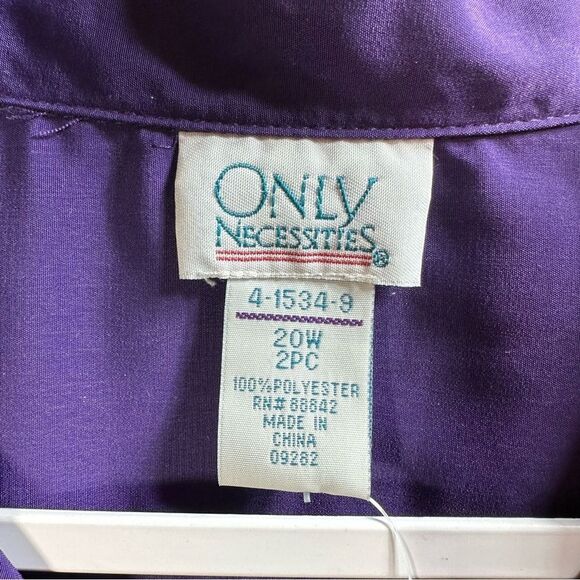 ONLY
NECESSITIES®
4-1534-9
20W
2PC
100%POLYESTER
RN# 88842
MADE IN
CHINA
09282